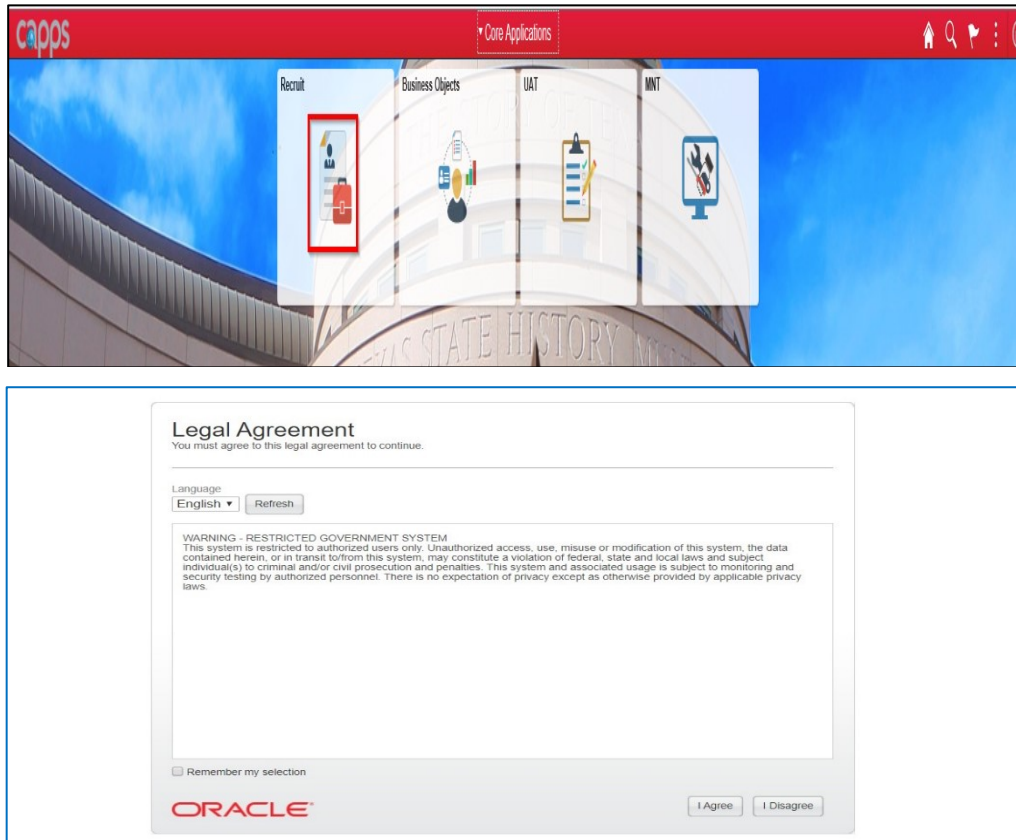 capps
▾ Core Applications
Recruit
Business Objects
UAT
MNT
STATE HISTORY
Legal Agreement
You must agree to this legal agreement to continue.
Language
English ▾ Refresh
WARNING - RESTRICTED GOVERNMENT SYSTEM
This system is restricted to authorized users only. Unauthorized access, use, misuse or modification of this system, the data
contained herein, or in transit to/from this system, may constitute a violation of federal, state and local laws and subject
individual(s) to criminal and/or civil prosecution and penalties. This system and associated usage is subject to monitoring and
security testing by authorized personnel. There is no expectation of privacy except as otherwise provided by applicable privacy
laws.
Remember my selection
ORACLE
I Agree I Disagree